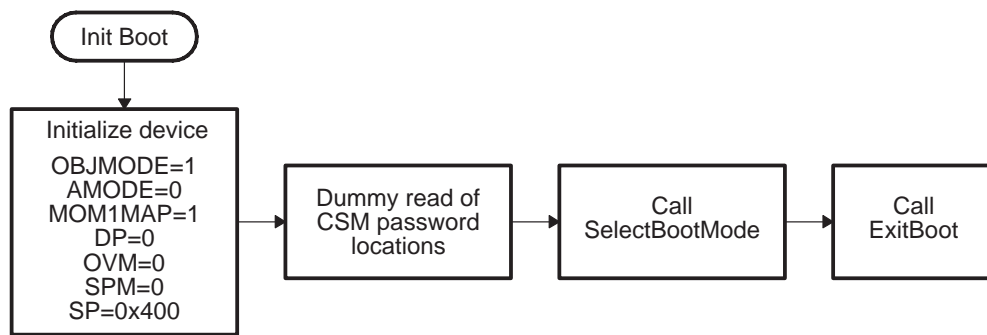 Init Boot
Initialize device
OBJMODE=1
AMODE=0
MOM1MAP=1
DP=0
OVM=0
SPM=0
SP=0x400
Dummy read of
CSM password
locations
Call
SelectBootMode
Call
ExitBoot